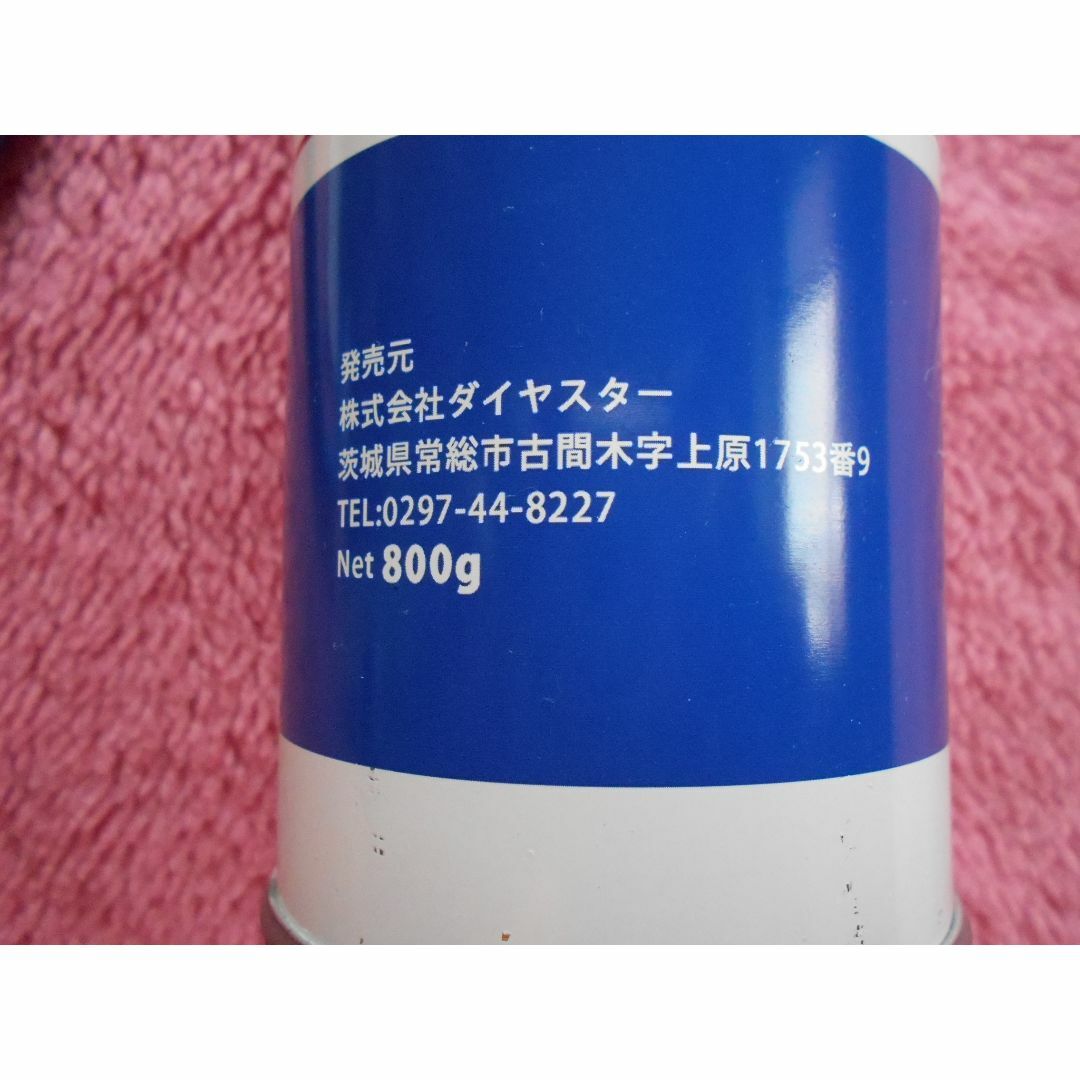 発売元
株式会社ダイヤスター
茨城県常総市古間木字上原1753番9
TEL:0297-44-8227
Net 800g